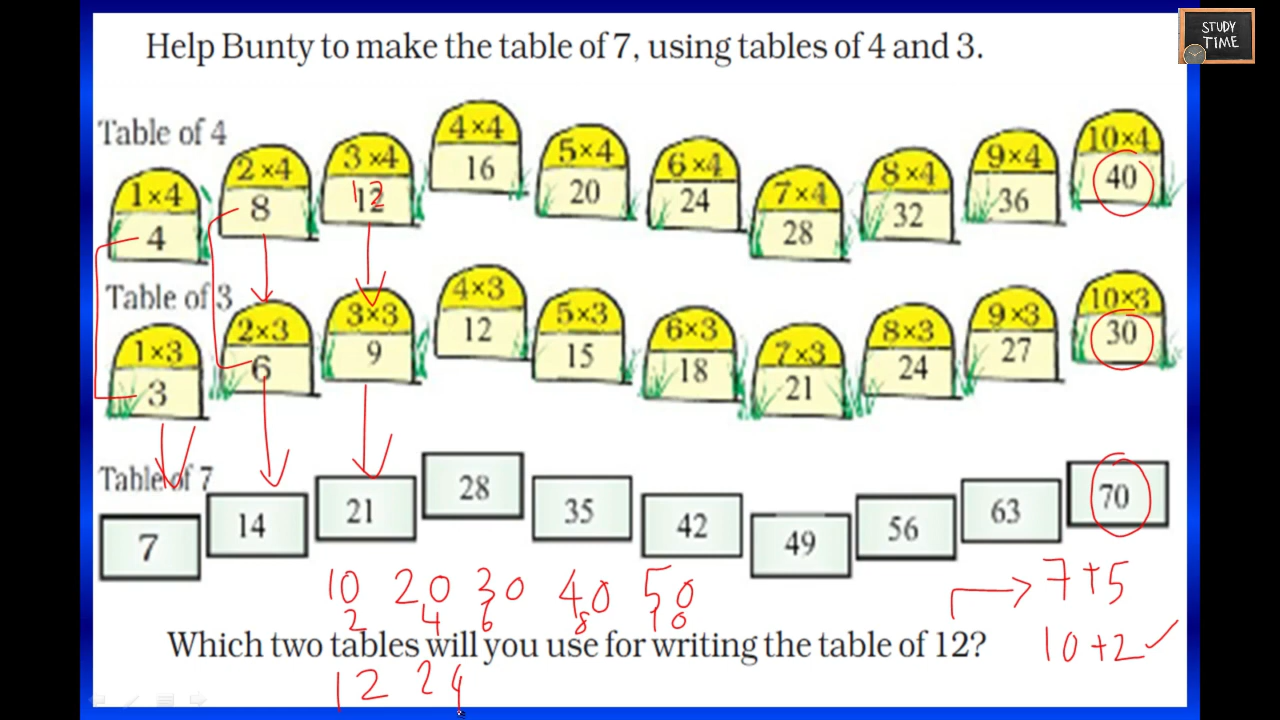 STUDY
TIME
Help Bunty to make the table of 7, using tables of 4 and 3.
Table of 4
1×4 2×4 3×4 4×4 5×4 6×4 7×4 8×4 9×4 10×4
4 8 12 16 20 24 28 32 36 40
12
Table of 3
1×3 2×3 3×3 4×3 5×3 6×3 7×3 8×3 9×3 10×3
3 6 9 12 15 18 21 24 27 30
Table of 7
7 14 21 28 35 42 49 56 63 70
10 20 30 40 50
2 4 6 8 10
7+5
Which two tables will you use for writing the table of 12?
10+2
12 24